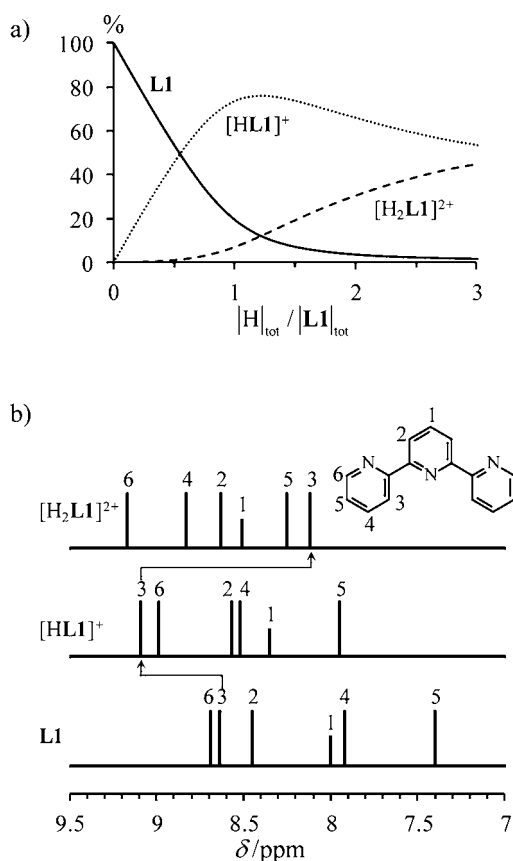 a)
%
100
80
60
40
20
0
L1
[HL1]⁺
[H₂L1]²⁺
0 1 2 3
|H|tot / |L1|tot
b)
1
2
N N N
6
5 3
4
[H₂L1]²⁺
6 4 2 1 5 3
[HL1]⁺
3 6 2 4 1 5
L1
6 3 2 1 4 5
9.5 9 8.5 8 7.5 7
δ/ppm